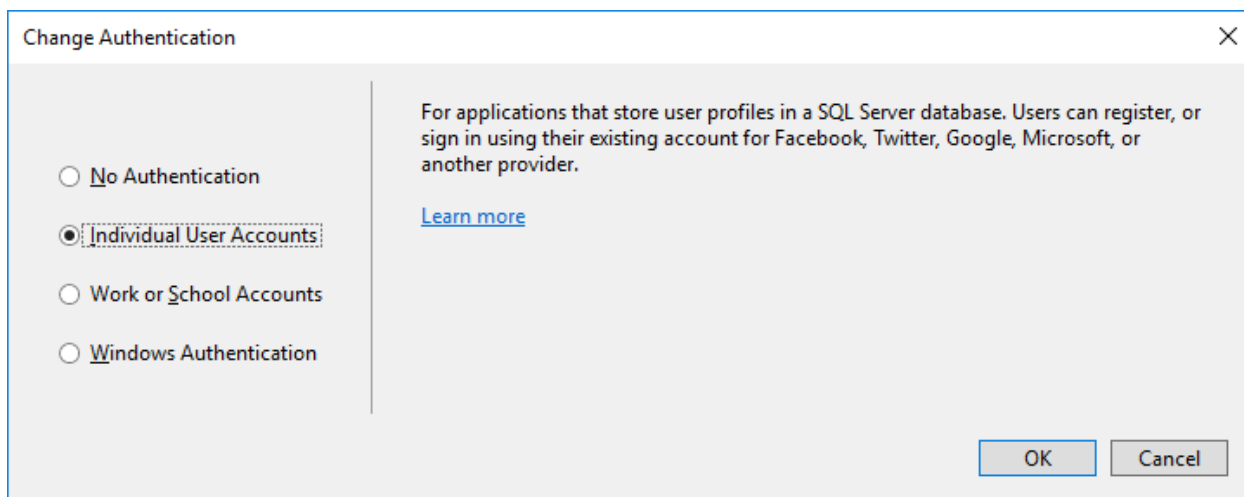 Change Authentication
No Authentication
Individual User Accounts
Work or School Accounts
Windows Authentication
For applications that store user profiles in a SQL Server database. Users can register, or
sign in using their existing account for Facebook, Twitter, Google, Microsoft, or
another provider.
Learn more
OK
Cancel